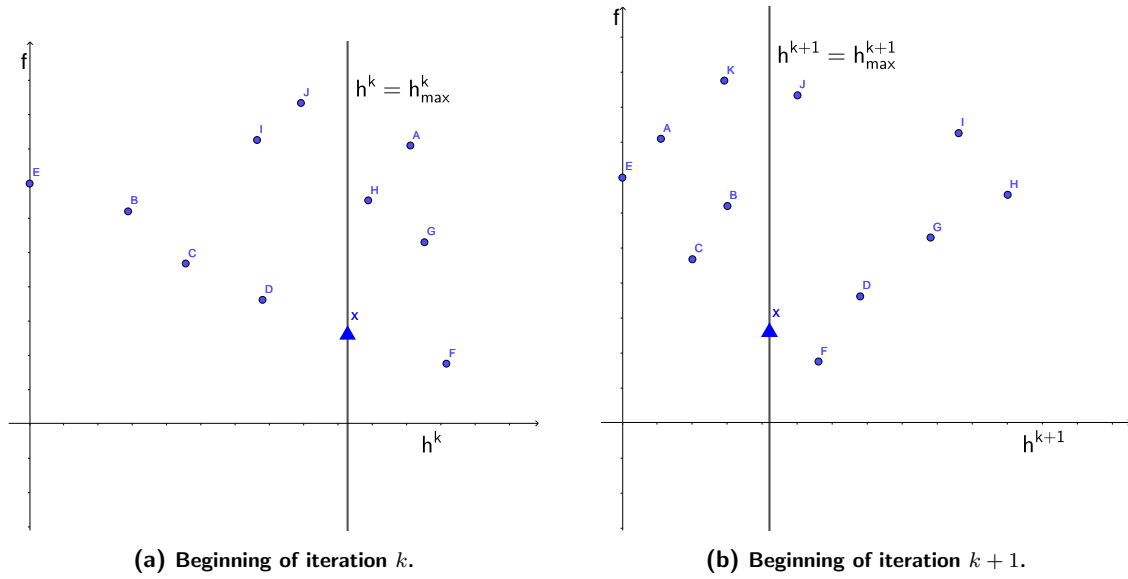 f
h^k = h^k_max
J
I
A
E
H
B
G
C
D
X
F
h^k
(a) Beginning of iteration k.
f
h^{k+1} = h^{k+1}_max
K
J
A
I
E
H
B
G
C
D
X
F
h^{k+1}
(b) Beginning of iteration k + 1.